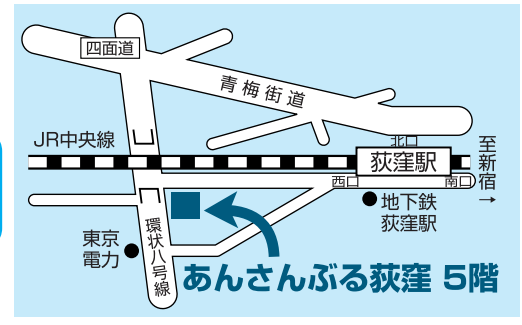 四面道
青梅街道
JR中央線
北口
荻窪駅
至新宿→
西口
南口
地下鉄
荻窪駅
環状八号線
東京
電力
あんさんぶる荻窪 5階